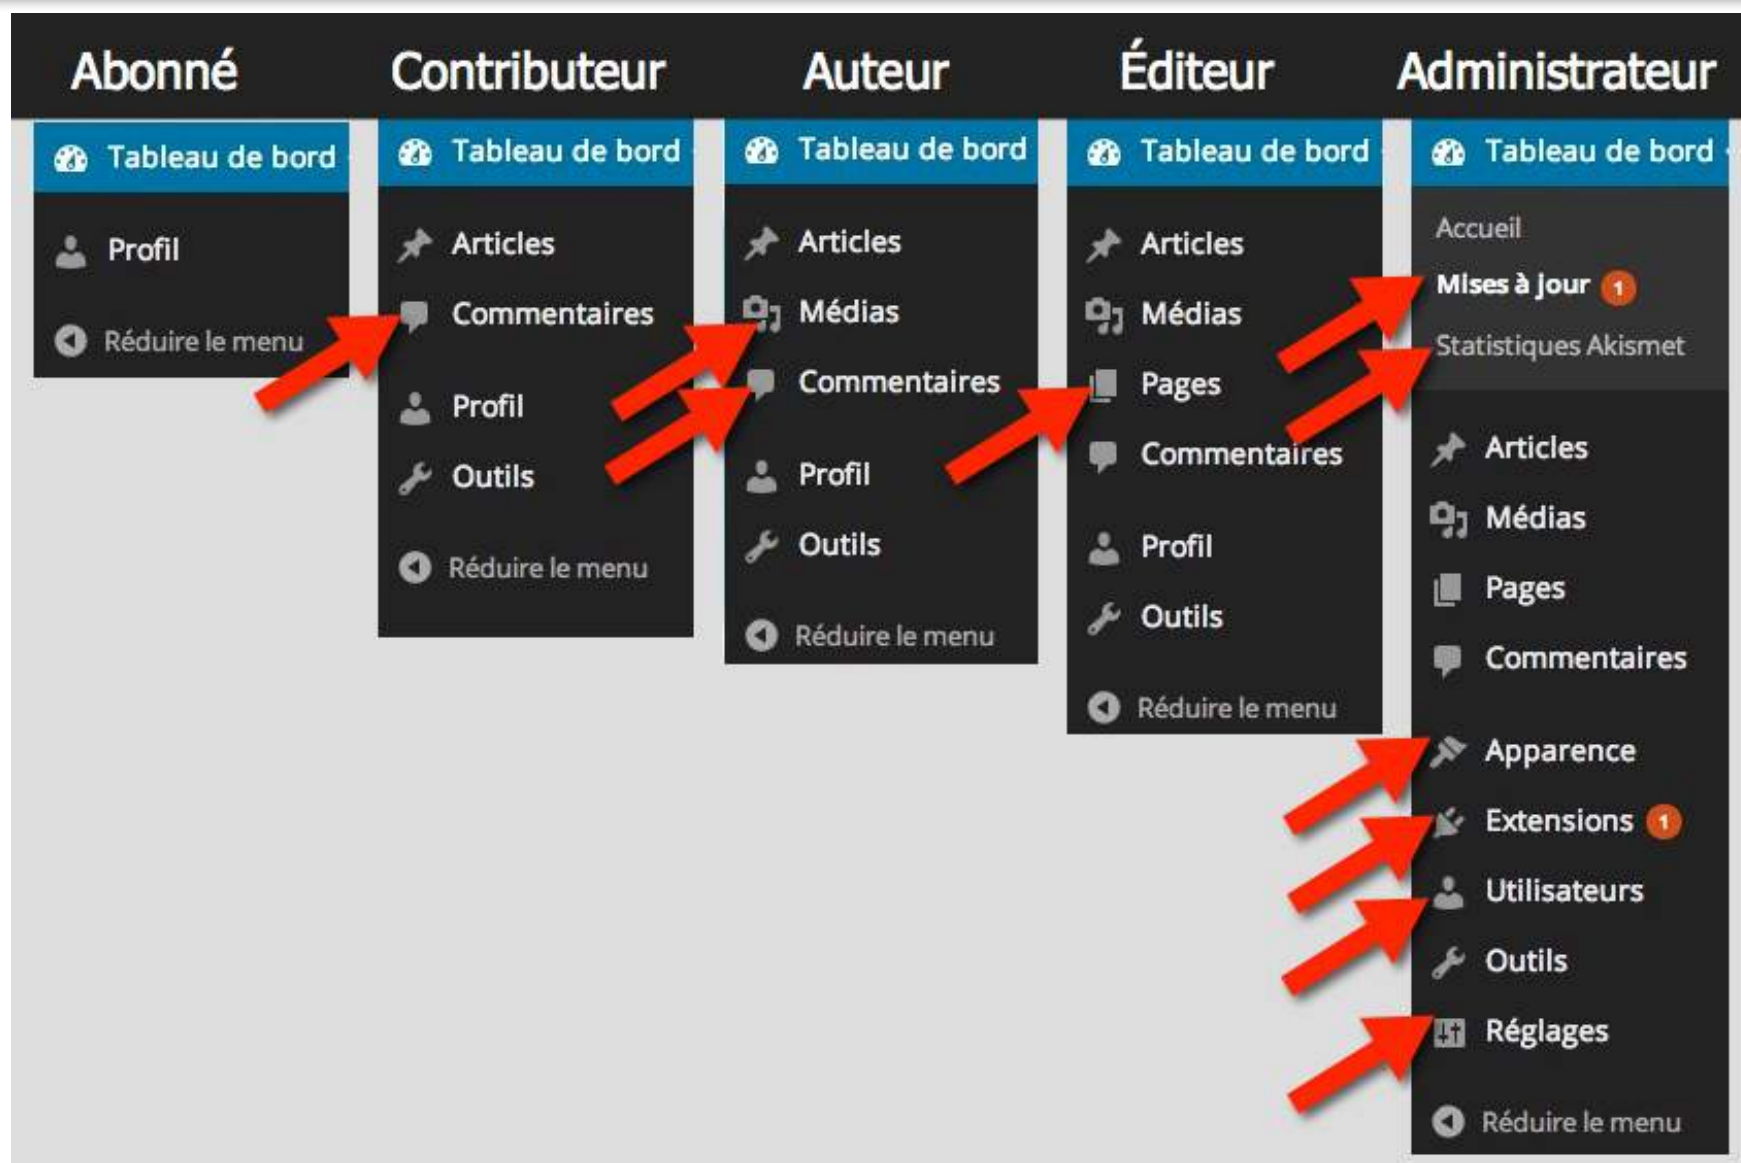 Abonné
Contributeur
Auteur
Éditeur
Administrateur
Tableau de bord
Profil
Réduire le menu
Tableau de bord
Articles
Commentaires
Profil
Outils
Réduire le menu
Tableau de bord
Articles
Médias
Commentaires
Profil
Outils
Réduire le menu
Tableau de bord
Articles
Médias
Pages
Commentaires
Profil
Outils
Réduire le menu
Tableau de bord
Accueil
Mises à jour 1
Statistiques Akismet
Articles
Médias
Pages
Commentaires
Apparence
Extensions 1
Utilisateurs
Outils
Réglages
Réduire le menu